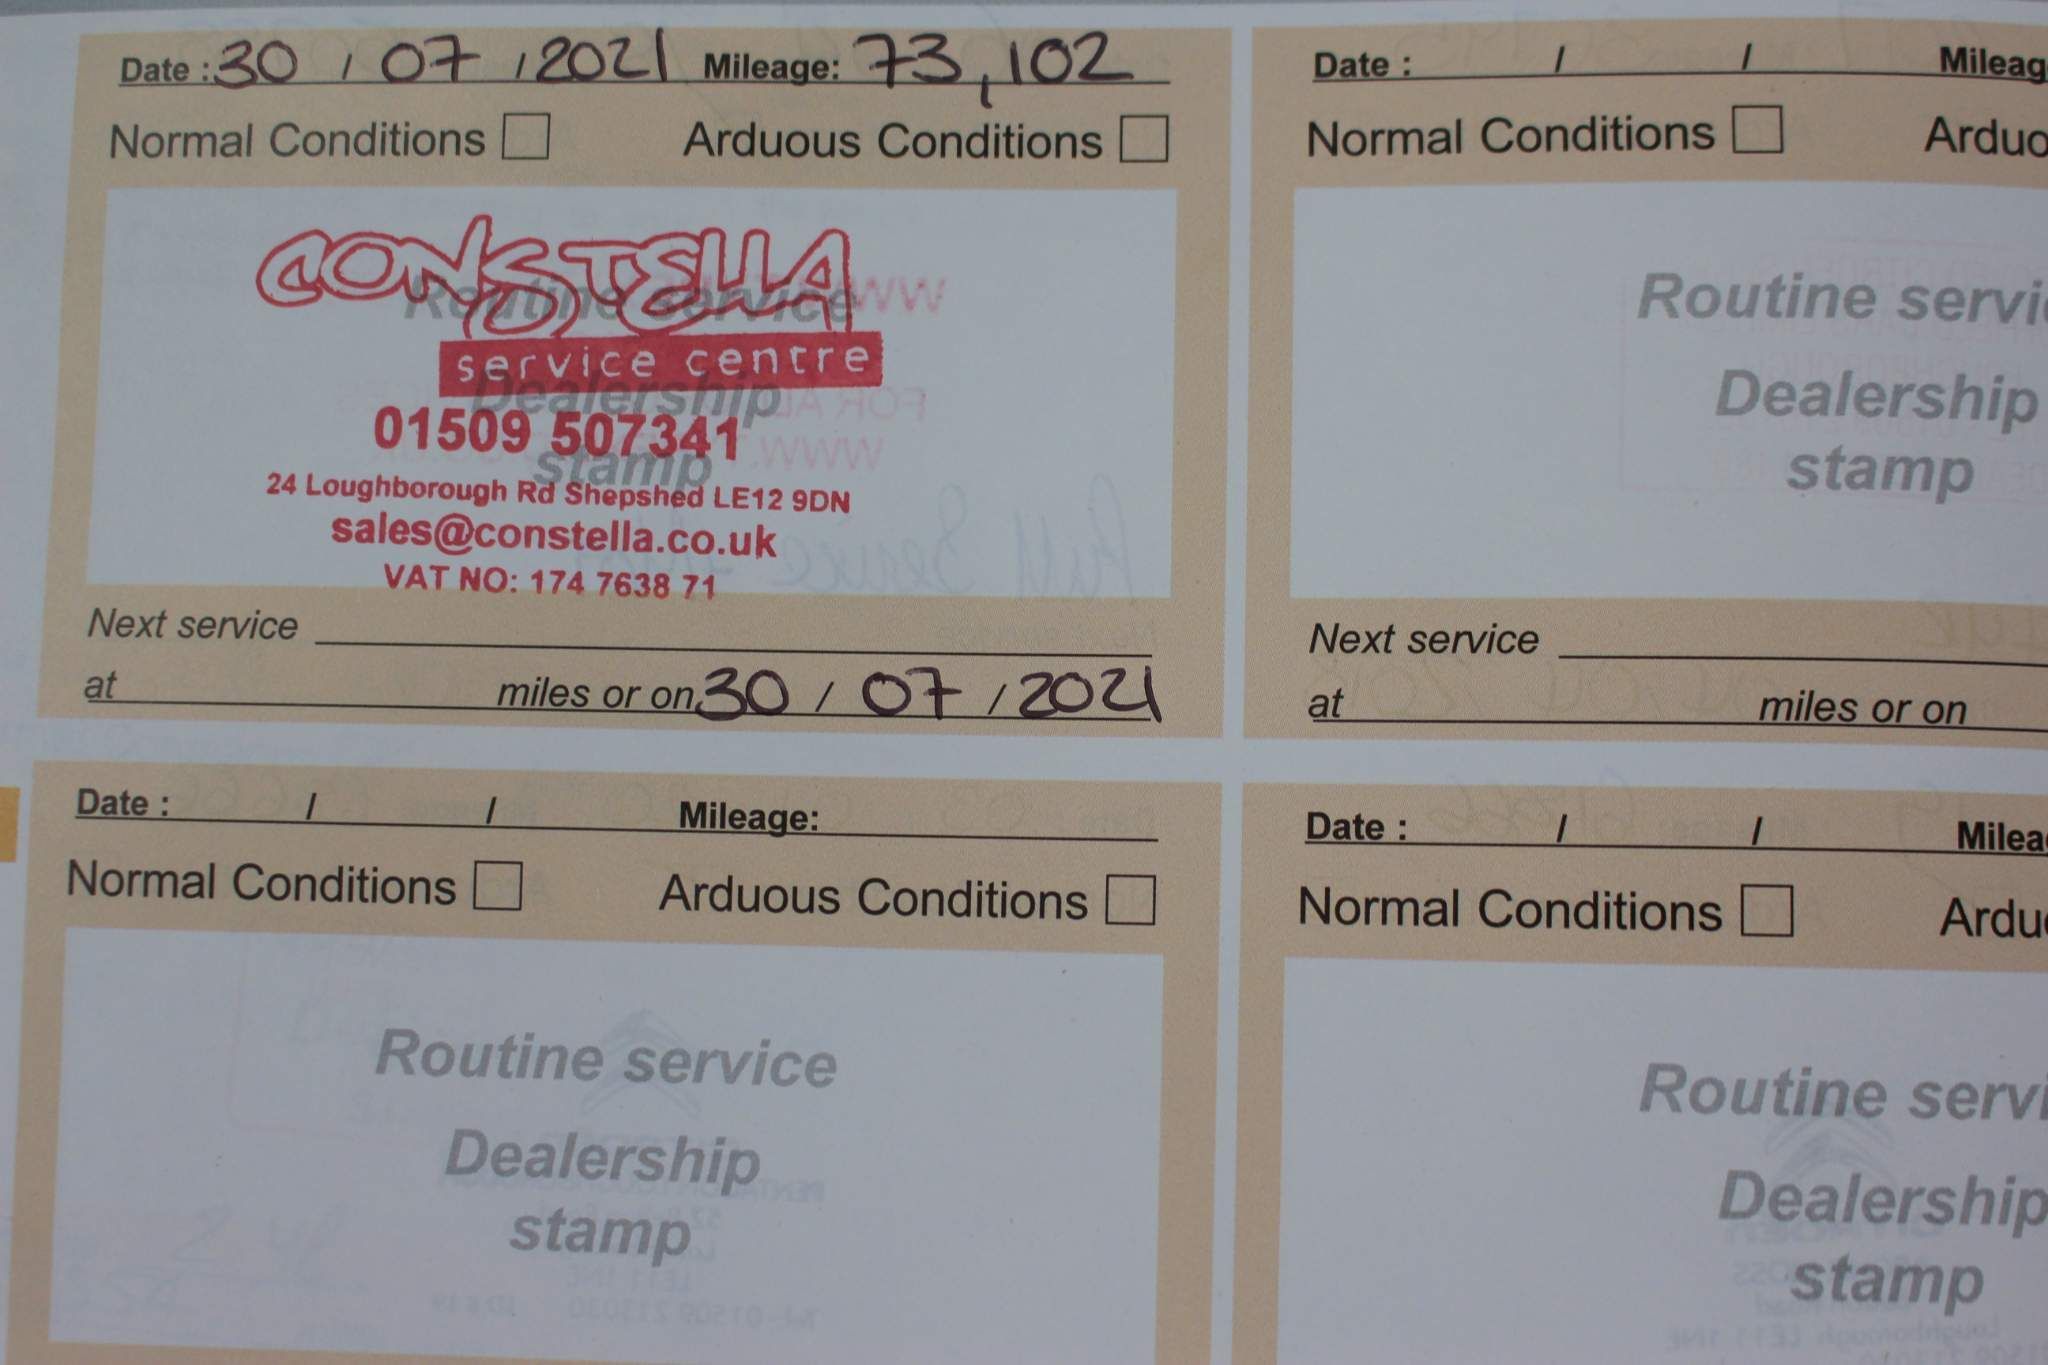 Date : 30 / 07 / 2021 Mileage: 73,102
Normal Conditions Arduous Conditions
CONSTELLA
Routine service
service centre
Dealership
01509 507341
stamp
24 Loughborough Rd Shepshed LE12 9DN
sales@constella.co.uk
VAT NO: 174 7638 71
Next service
at miles or on 30 / 07 / 2021
Date : / / Mileag
Normal Conditions Arduo
Routine servi
Dealership
stamp
Next service
at miles or on
Date : / / Mileage:
Normal Conditions Arduous Conditions
Routine service
Dealership
stamp
Date : / / Milea
Normal Conditions Ardu
Routine servi
Dealership
stamp